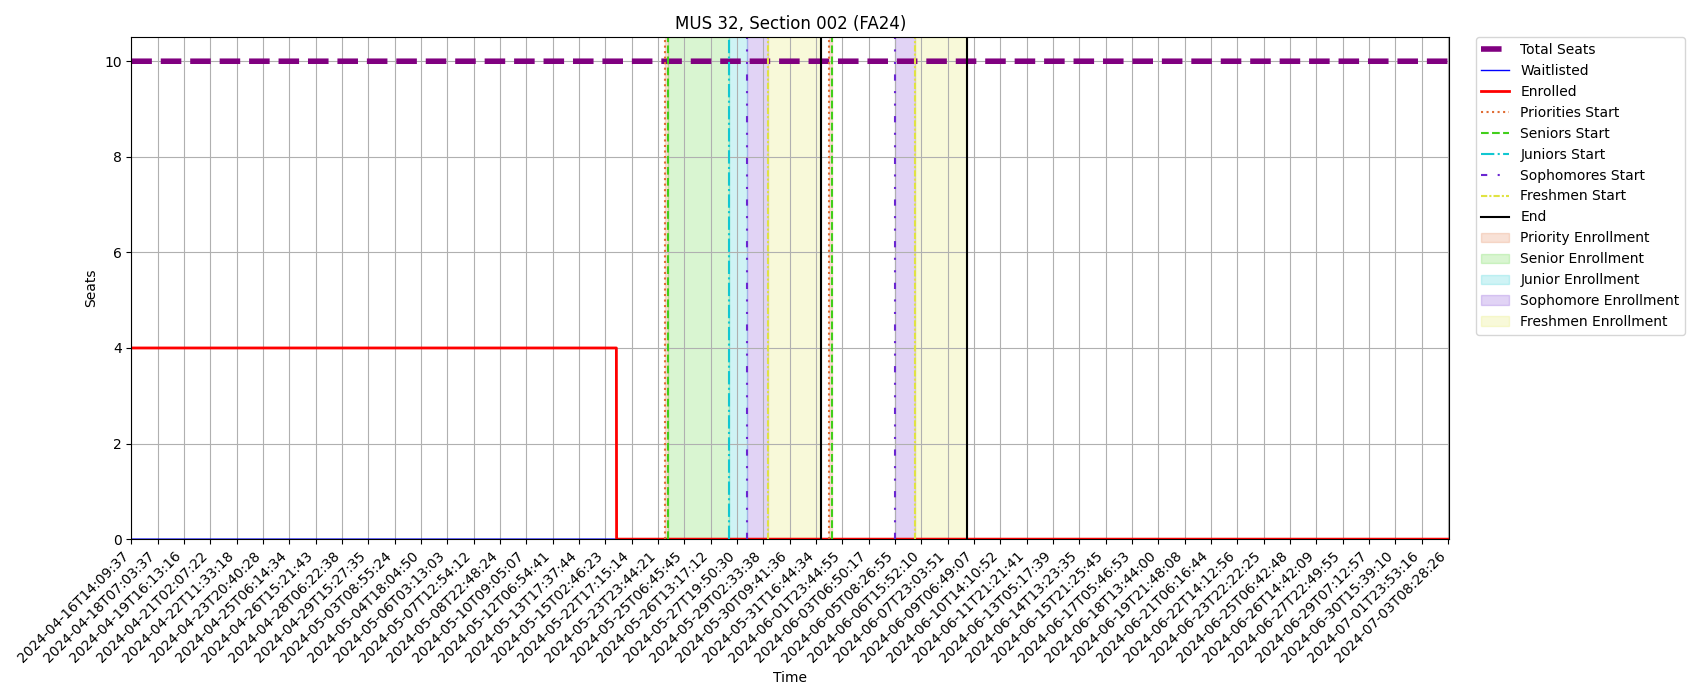 MUS 32, Section 002 (FA24)
Seats
10
8
6
4
2
0
2024-04-16T14:09:37
2024-04-18T07:03:37
2024-04-19T16:13:16
2024-04-21T02:07:22
2024-04-22T11:33:18
2024-04-23T20:40:28
2024-04-25T06:14:34
2024-04-26T15:21:43
2024-04-28T06:22:38
2024-04-29T15:27:35
2024-05-03T08:55:24
2024-05-04T18:04:50
2024-05-06T03:13:03
2024-05-07T12:54:12
2024-05-08T22:48:24
2024-05-10T09:05:07
2024-05-12T06:54:41
2024-05-13T17:37:44
2024-05-15T02:46:23
2024-05-22T17:15:14
2024-05-23T23:44:21
2024-05-25T06:45:45
2024-05-26T13:17:12
2024-05-27T19:50:30
2024-05-29T02:33:38
2024-05-30T09:41:36
2024-05-31T16:44:34
2024-06-01T23:44:55
2024-06-03T06:50:17
2024-06-05T08:26:55
2024-06-06T15:52:10
2024-06-07T23:03:51
2024-06-09T06:49:07
2024-06-10T14:10:52
2024-06-11T21:21:41
2024-06-13T05:17:39
2024-06-14T13:23:35
2024-06-15T21:25:45
2024-06-17T05:46:53
2024-06-18T13:44:00
2024-06-19T21:48:08
2024-06-21T06:16:44
2024-06-22T14:12:56
2024-06-23T22:22:25
2024-06-25T06:42:48
2024-06-26T14:42:09
2024-06-27T22:49:55
2024-06-29T07:12:57
2024-06-30T15:39:10
2024-07-01T23:53:16
2024-07-03T08:28:26
Time
Total Seats
Waitlisted
Enrolled
Priorities Start
Seniors Start
Juniors Start
Sophomores Start
Freshmen Start
End
Priority Enrollment
Senior Enrollment
Junior Enrollment
Sophomore Enrollment
Freshmen Enrollment